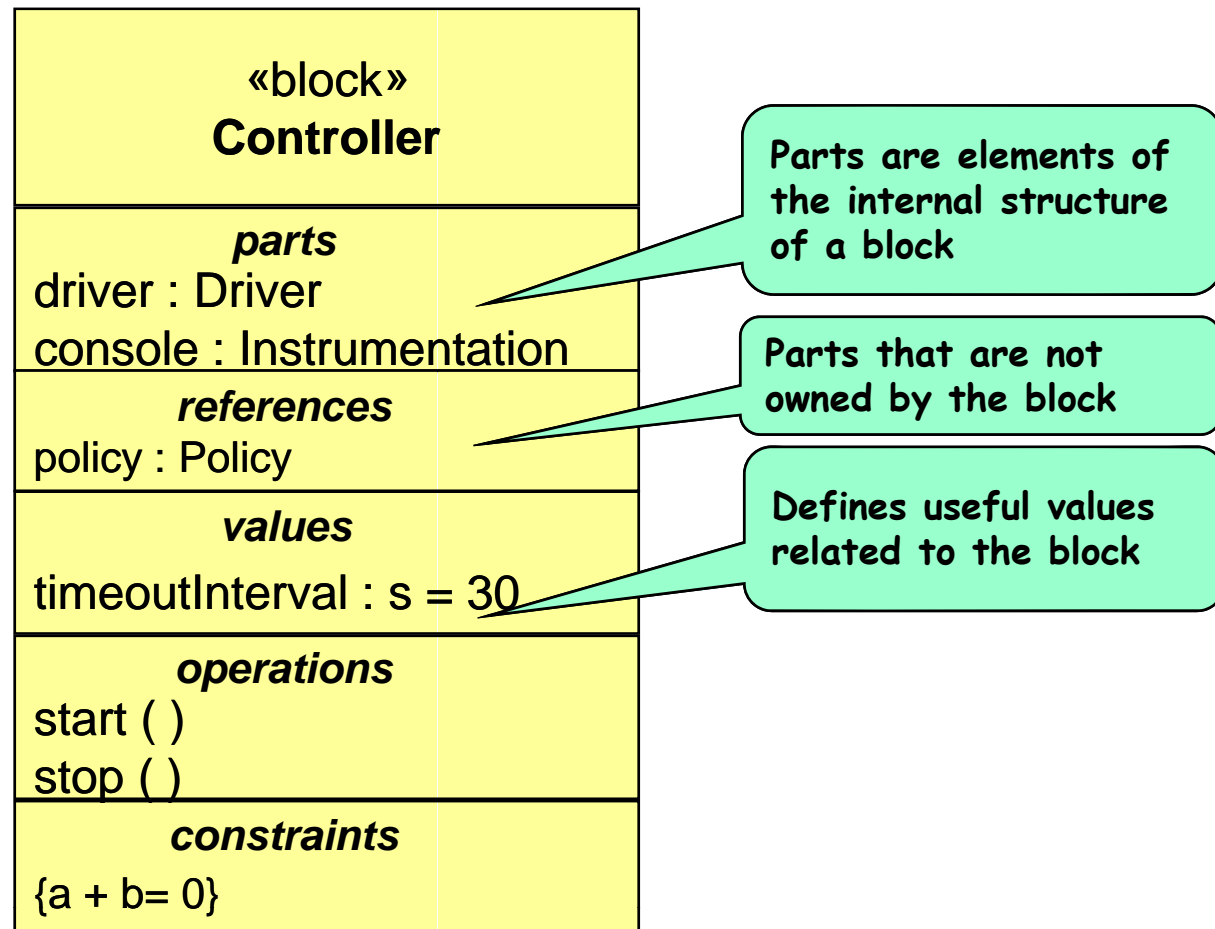 «block»
Controller
parts
driver : Driver
console : Instrumentation
references
policy : Policy
values
timeoutInterval : s = 30
operations
start ( )
stop ( )
constraints
{a + b= 0}
Parts are elements of
the internal structure
of a block
Parts that are not
owned by the block
Defines useful values
related to the block